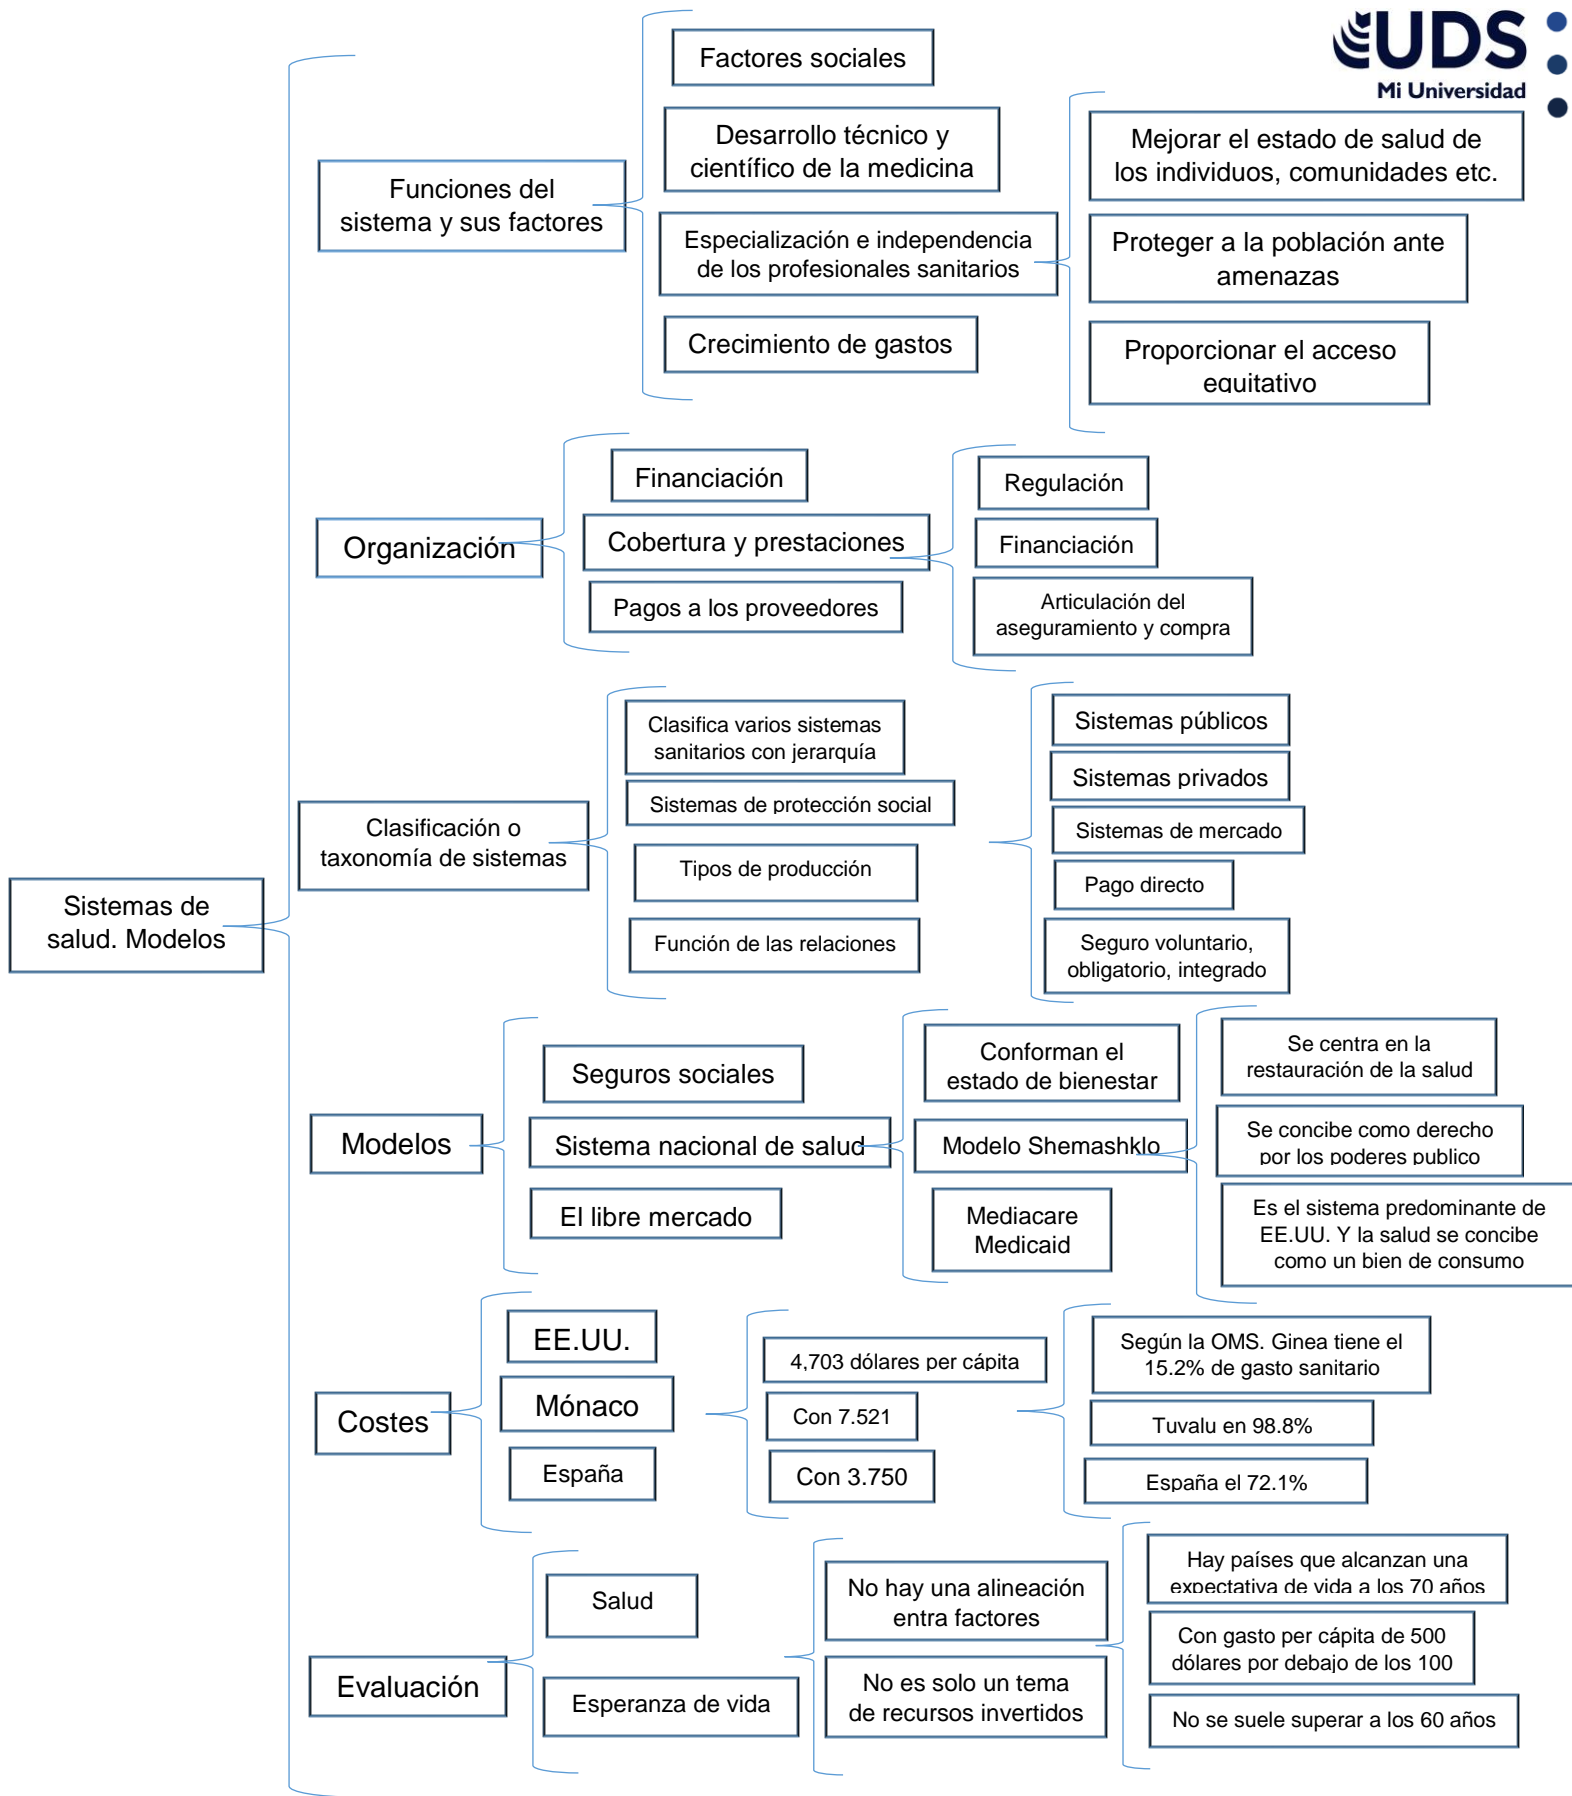 UDS
Mi Universidad
Sistemas de
salud. Modelos
Funciones del
sistema y sus factores
Factores sociales
Desarrollo técnico y
científico de la medicina
Especialización e independencia
de los profesionales sanitarios
Crecimiento de gastos
Mejorar el estado de salud de
los individuos, comunidades etc.
Proteger a la población ante
amenazas
Proporcionar el acceso
equitativo
Organización
Financiación
Cobertura y prestaciones
Pagos a los proveedores
Regulación
Financiación
Articulación del
aseguramiento y compra
Clasificación o
taxonomía de sistemas
Clasifica varios sistemas
sanitarios con jerarquía
Sistemas de protección social
Tipos de producción
Función de las relaciones
Sistemas públicos
Sistemas privados
Sistemas de mercado
Pago directo
Seguro voluntario,
obligatorio, integrado
Modelos
Seguros sociales
Sistema nacional de salud
El libre mercado
Conforman el
estado de bienestar
Modelo Shemashklo
Mediacare
Medicaid
Se centra en la
restauración de la salud
Se concibe como derecho
por los poderes publico
Es el sistema predominante de
EE.UU. Y la salud se concibe
como un bien de consumo
Costes
EE.UU.
Mónaco
España
4,703 dólares per cápita
Con 7.521
Con 3.750
Según la OMS. Ginea tiene el
15.2% de gasto sanitario
Tuvalu en 98.8%
España el 72.1%
Evaluación
Salud
Esperanza de vida
No hay una alineación
entra factores
No es solo un tema
de recursos invertidos
Hay países que alcanzan una
expectativa de vida a los 70 años
Con gasto per cápita de 500
dólares por debajo de los 100
No se suele superar a los 60 años